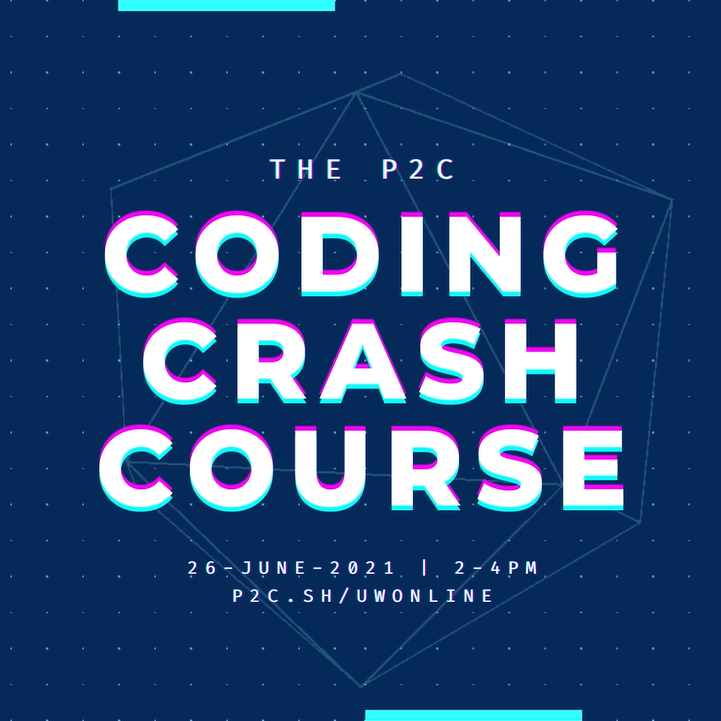 THE P2C
CODING
CRASH
COURSE
26-JUNE-2021 | 2-4PM
P2C.SH/UWONLINE